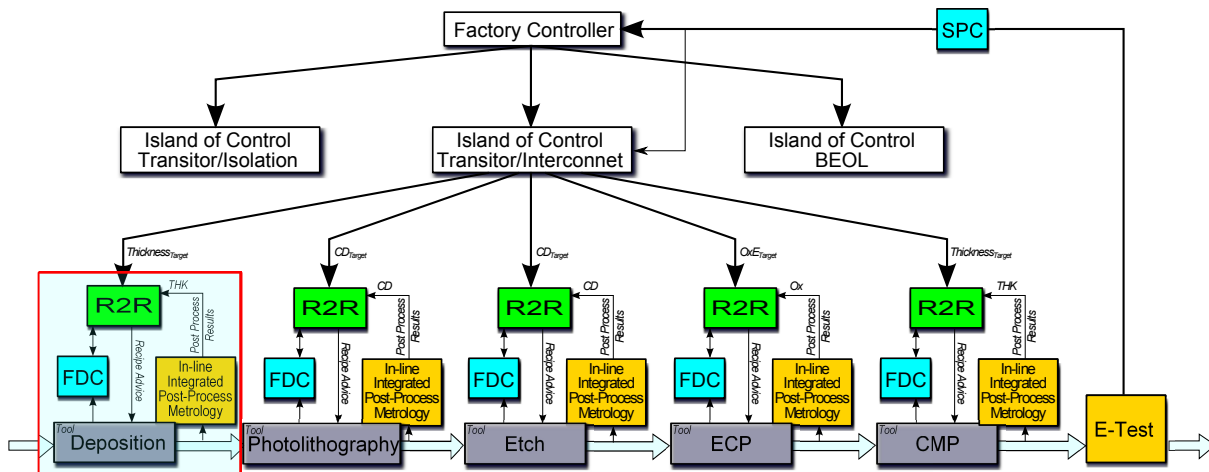 Factory Controller
SPC
Island of Control
Transitor/Isolation
Island of Control
Transitor/Interconnet
Island of Control
BEOL
ThicknessTarget
CDTarget
CDTarget
OxETarget
ThicknessTarget
R2R
THK
Post Process
Results
Recipe Advice
FDC
In-line
Integrated
Post-Process
Metrology
Tool
Deposition
R2R
CD
Post Process
Results
Recipe Advice
FDC
In-line
Integrated
Post-Process
Metrology
Tool
Photolithography
R2R
CD
Post Process
Results
Recipe Advice
FDC
In-line
Integrated
Post-Process
Metrology
Tool
Etch
R2R
Ox
Post Process
Results
Recipe Advice
FDC
In-line
Integrated
Post-Process
Metrology
Tool
ECP
R2R
THK
Post Process
Results
Recipe Advice
FDC
In-line
Integrated
Post-Process
Metrology
Tool
CMP
E-Test